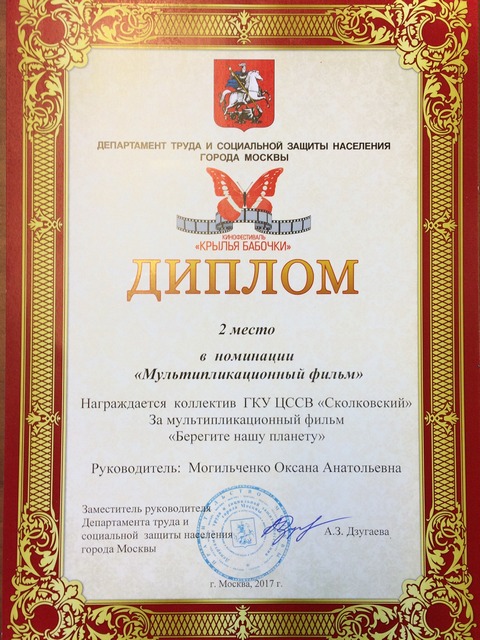 ДЕПАРТАМЕНТ ТРУДА И СОЦИАЛЬНОЙ ЗАЩИТЫ НАСЕЛЕНИЯ
ГОРОДА МОСКВЫ
КИНОФЕСТИВАЛЬ
«КРЫЛЬЯ БАБОЧКИ»
ДИПЛОМ
2 место
в номинации
«Мультипликационный фильм»
Награждается коллектив ГКУ ЦССВ «Сколковский»
За мультипликационный фильм
«Берегите нашу планету»
Руководитель: Могильченко Оксана Анатольевна
Заместитель руководителя
Департамента труда и
социальной защиты населения
города Москвы
А.З. Дзугаева
г. Москва, 2017 г.